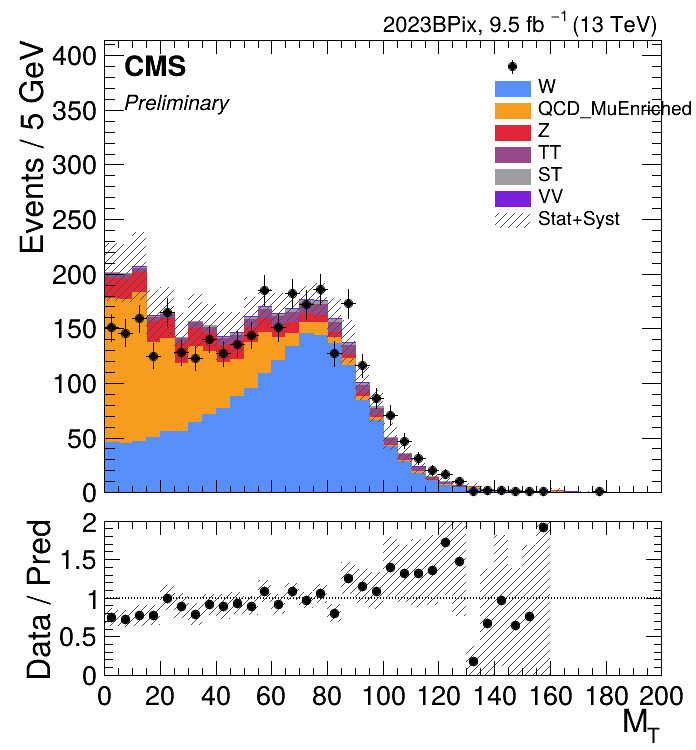 2023BPix, 9.5 fb⁻¹ (13 TeV)
Events / 5 GeV
400
350
300
250
200
150
100
50
0
CMS
Preliminary
W
QCD_MuEnriched
Z
TT
ST
VV
Stat+Syst
Data / Pred
2
1.5
1
0.5
0
0 20 40 60 80 100 120 140 160 180 200
M_T